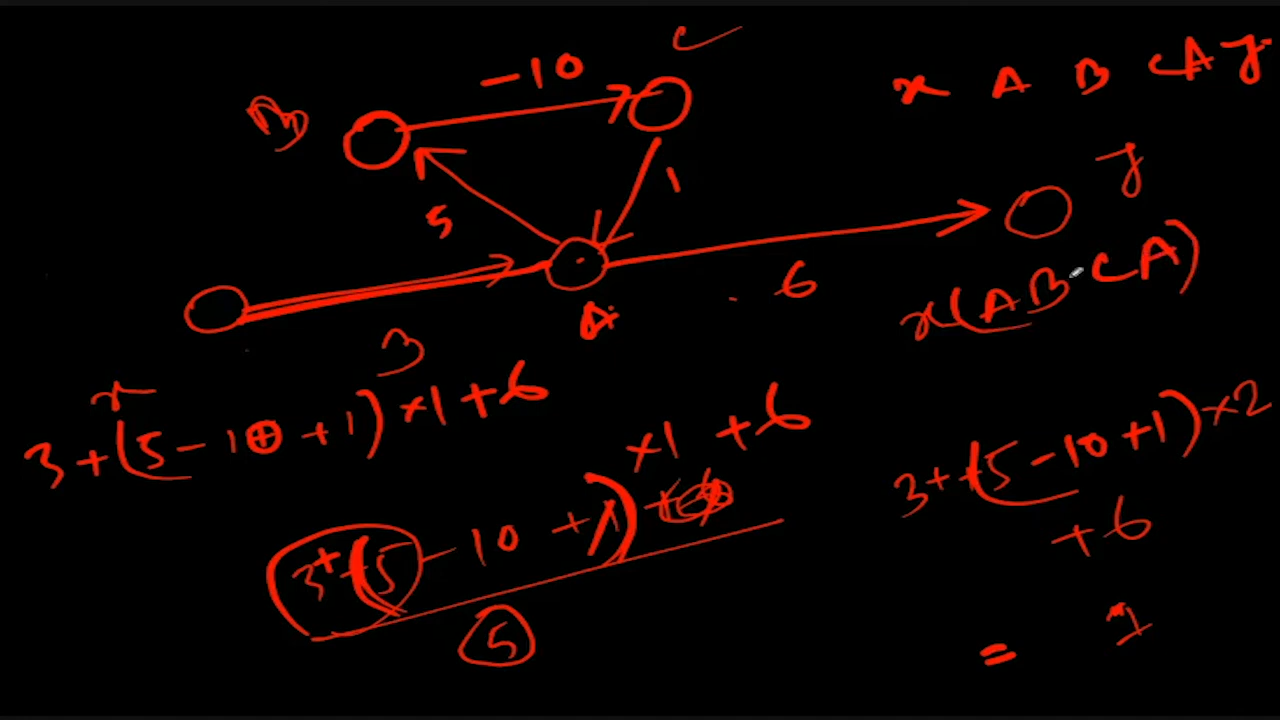 C
-10
x A B C A y
B
y
1
5
6
x(A B C A)
A
3
x
3+(5-10+1)×1+6
×1 +6
3+(5-10+1)×2
3+(5-10+1)
+6
5
= 1